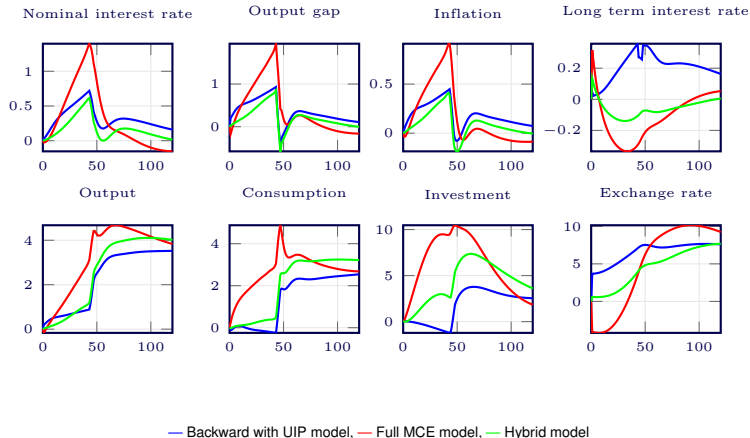 Nominal interest rate
Output gap
Inflation
Long term interest rate
1
0.5
0
0 50 100
1
0
0 50 100
0.5
0
0 50 100
0.2
0
−0.2
0 50 100
Output
Consumption
Investment
Exchange rate
4
2
0
0 50 100
4
2
0
0 50 100
10
5
0
0 50 100
10
5
0
0 50 100
Backward with UIP model, Full MCE model, Hybrid model